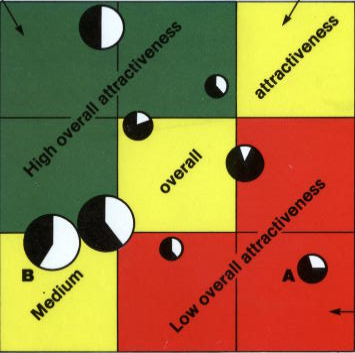 High overall attractiveness
attractiveness
overall
Medium
Low overall attractiveness
B
A